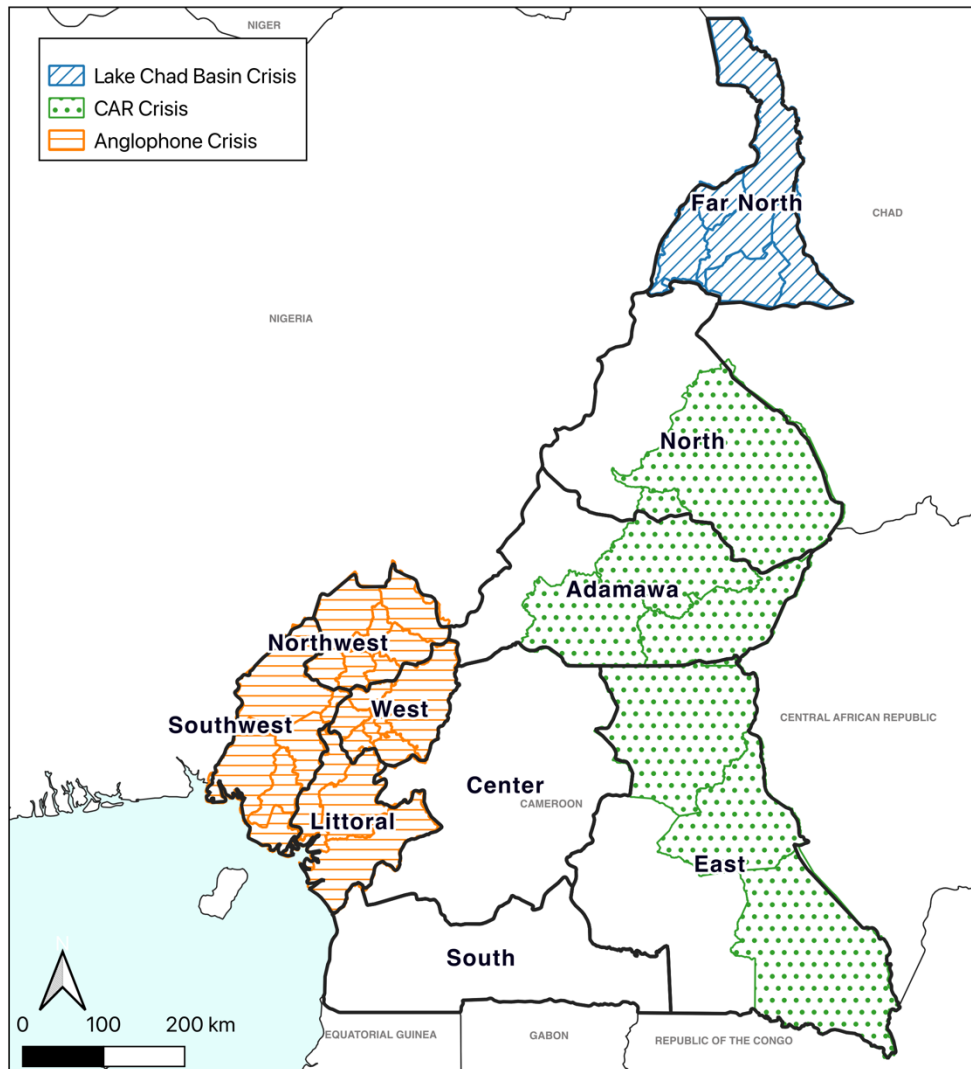 NIGER
Lake Chad Basin Crisis
CAR Crisis
Anglophone Crisis
Far North
CHAD
NIGERIA
North
Adamawa
Northwest
West
Southwest
CENTRAL AFRICAN REPUBLIC
Center
CAMEROON
Littoral
East
South
N
0 100 200 km
EQUATORIAL GUINEA
GABON
REPUBLIC OF THE CONGO